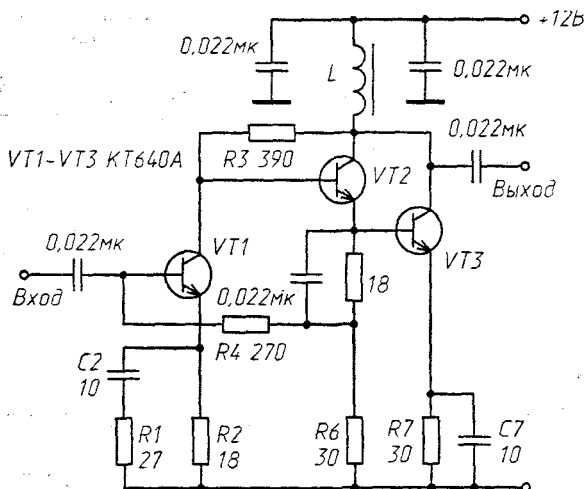 +12В
0,022мк
L
0,022мк
0,022мк
R3 390
VT1-VT3 КТ640А
VT2
Выход
0,022мк
VT1
VT3
Вход
0,022мк
18
R4 270
C2
10
R1
27
R2
18
R6
30
R7
30
C7
10